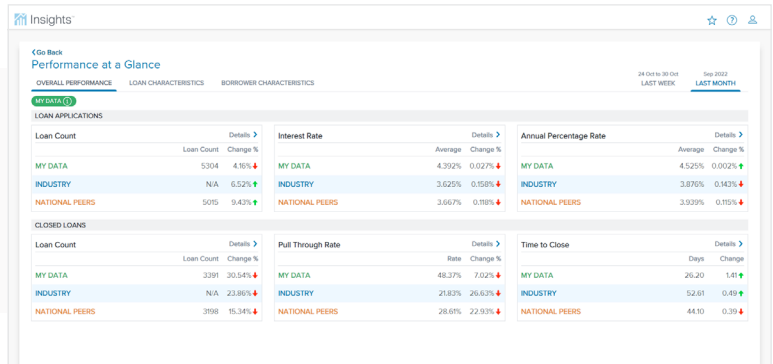 Insights
Go Back
Performance at a Glance
OVERALL PERFORMANCE LOAN CHARACTERISTICS BORROWER CHARACTERISTICS
24 Oct to 30 Oct Sep 2022
LAST WEEK LAST MONTH
MY DATA
LOAN APPLICATIONS
Loan Count Details
Loan Count Change %
MY DATA 5304 4.16%
INDUSTRY N/A 6.52%
NATIONAL PEERS 5015 9.43%
Interest Rate Details
Average Change %
MY DATA 4.392% 0.027%
INDUSTRY 3.625% 0.158%
NATIONAL PEERS 3.667% 0.118%
Annual Percentage Rate Details
Average Change %
MY DATA 4.525% 0.002%
INDUSTRY 3.876% 0.143%
NATIONAL PEERS 3.939% 0.115%
CLOSED LOANS
Loan Count Details
Loan Count Change %
MY DATA 3391 30.54%
INDUSTRY N/A 23.86%
NATIONAL PEERS 3198 15.34%
Pull Through Rate Details
Rate Change %
MY DATA 48.37% 7.02%
INDUSTRY 21.83% 26.63%
NATIONAL PEERS 28.61% 22.93%
Time to Close Details
Days Change
MY DATA 26.20 1.41
INDUSTRY 52.61 0.49
NATIONAL PEERS 44.10 0.39